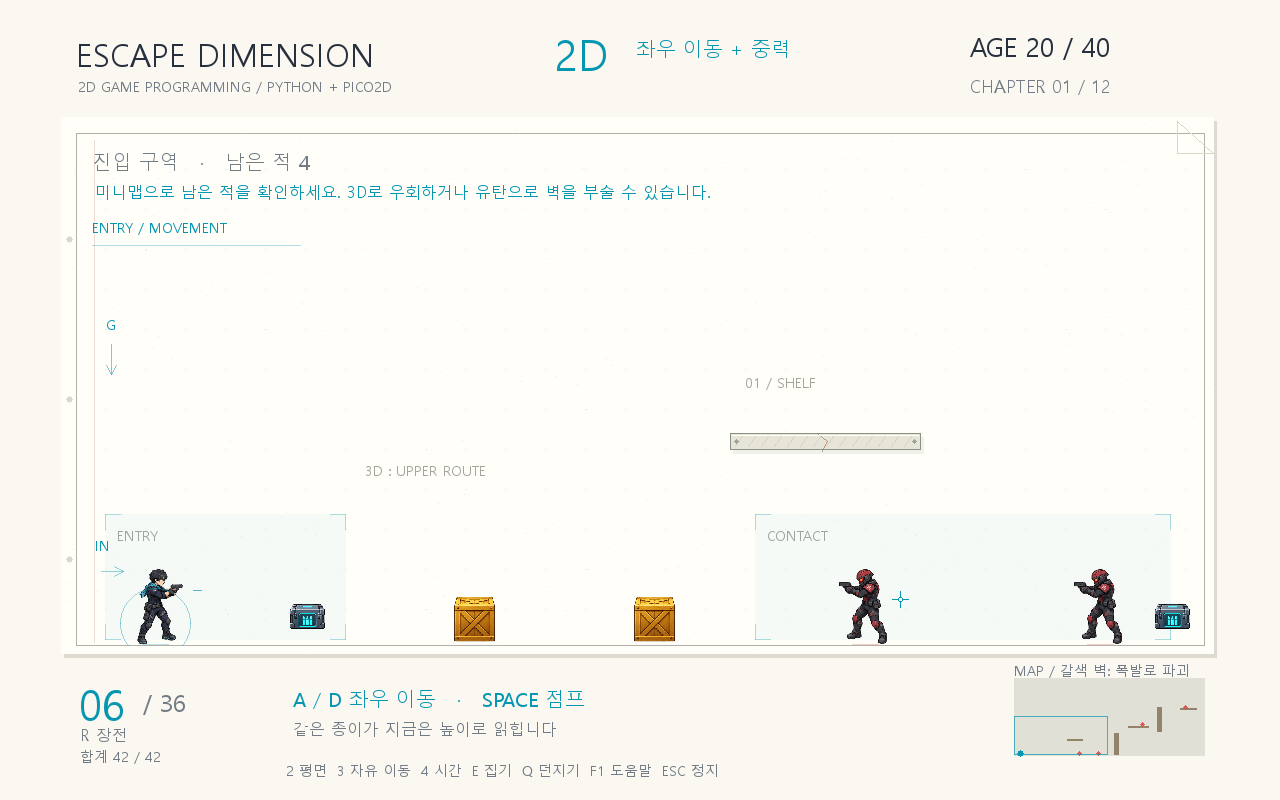 ESCAPE DIMENSION
2D GAME PROGRAMMING / PYTHON + PICO2D
2D 좌우 이동 + 중력
AGE 20 / 40
CHAPTER 01 / 12
진입 구역 · 남은 적 4
미니맵으로 남은 적을 확인하세요. 3D로 우회하거나 유탄으로 벽을 부술 수 있습니다.
ENTRY / MOVEMENT
G
01 / SHELF
3D : UPPER ROUTE
ENTRY
CONTACT
IN
06 / 36
R 장전
합계 42 / 42
A / D 좌우 이동 · SPACE 점프
같은 종이가 지금은 높이로 읽힙니다
2 평면 3 자유 이동 4 시간 E 집기 Q 던지기 F1 도움말 ESC 정지
MAP / 갈색 벽: 폭발로 파괴